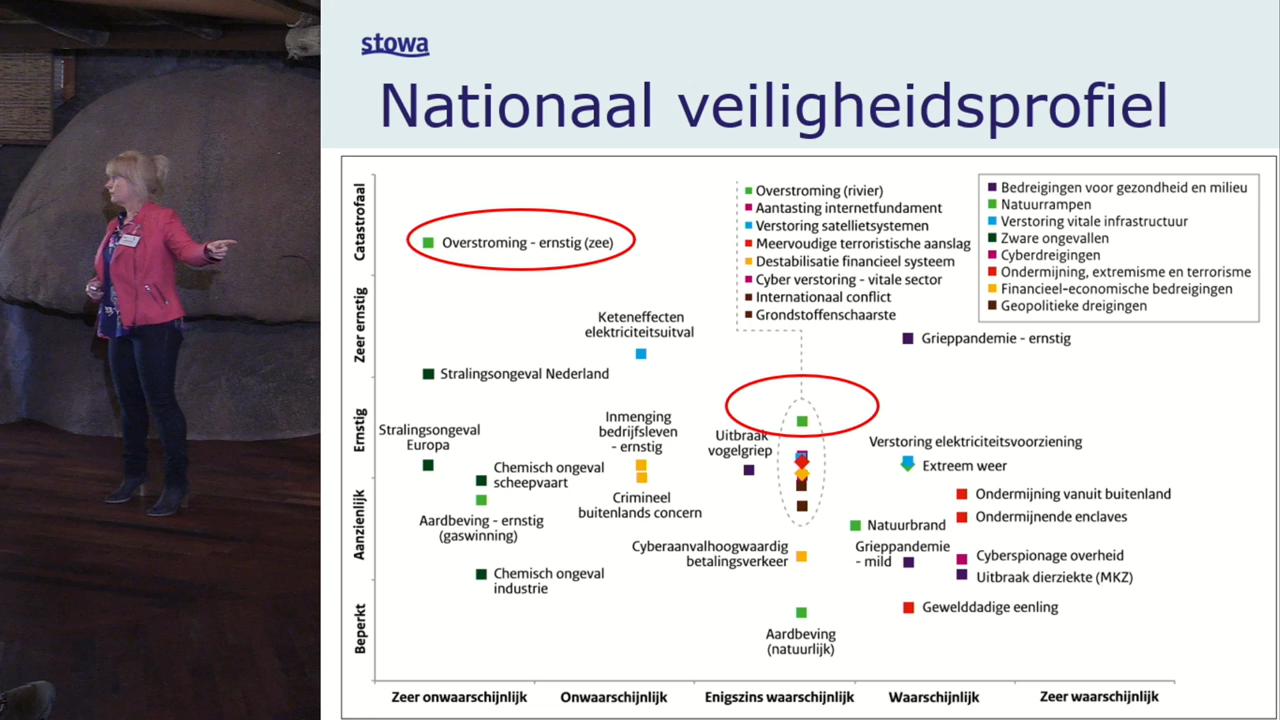 stowa
Nationaal veiligheidsprofiel
Catastrofaal
Zeer ernstig
Ernstig
Aanzienlijk
Beperkt
Overstroming - ernstig (zee)
Overstroming (rivier)
Aantasting internetfundament
Verstoring satellietsystemen
Meervoudige terroristische aanslag
Destabilisatie financieel systeem
Cyber verstoring - vitale sector
Internationaal conflict
Grondstoffenschaarste
Bedreigingen voor gezondheid en milieu
Natuurrampen
Verstoring vitale infrastructuur
Zware ongevallen
Cyberdreigingen
Ondermijning, extremisme en terrorisme
Financieel-economische bedreigingen
Geopolitieke dreigingen
Keteneffecten
elektriciteitsuitval
Grieppandemie - ernstig
Stralingsongeval Nederland
Stralingsongeval
Europa
Inmenging
bedrijfsleven
- ernstig
Uitbraak
vogelgriep
Verstoring elektriciteitsvoorziening
Extreem weer
Chemisch ongeval
scheepvaart
Crimineel
buitenlands concern
Ondermijning vanuit buitenland
Ondermijnende enclaves
Aardbeving - ernstig
(gaswinning)
Natuurbrand
Cyberaanvalhoogwaardig
betalingsverkeer
Grieppandemie
- mild
Cyberspionage overheid
Uitbraak dierziekte (MKZ)
Chemisch ongeval
industrie
Gewelddadige eenling
Aardbeving
(natuurlijk)
Zeer onwaarschijnlijk
Onwaarschijnlijk
Enigszins waarschijnlijk
Waarschijnlijk
Zeer waarschijnlijk